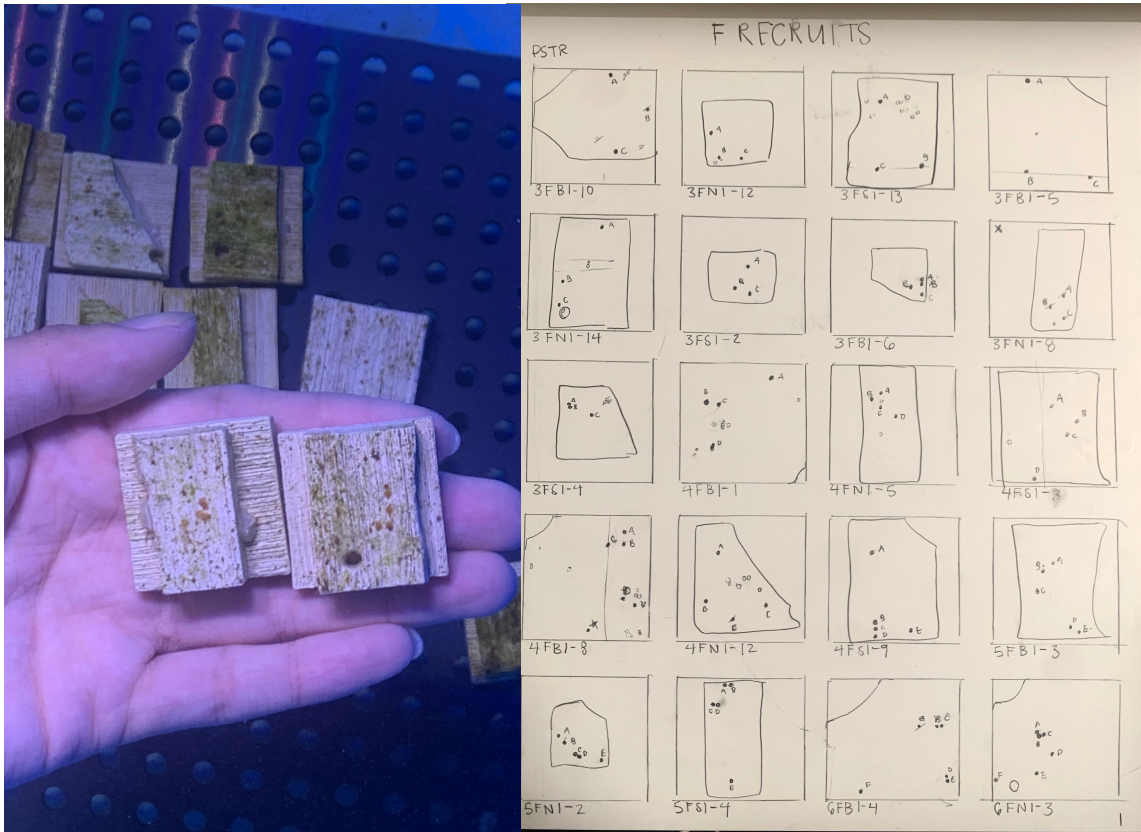 F RECRUITS
PSTR
A
B
C
3FB1-10
A
B
C
3FN1-12
A
B
C
3FS1-13
A
B
C
3FB1-5
A
B
C
3FN1-14
A
B
C
3FS1-2
A
B
C
3FB1-6
X
A
B
C
3FN1-8
A
B
C
3FS1-4
A
B
C
D
4FB1-1
A
B
C
D
4FN1-5
A
B
C
D
4FS1-3
A
B
C
4FB1-8
A
4FN1-12
A
B
C
D
E
4FS1-9
A
B
C
D
E
5FB1-3
A
B
C
D
E
5FN1-2
A
B
C
D
E
5FS1-4
B
C
D
E
F
6FB1-4
A
B
C
D
E
F
6FN1-3
1